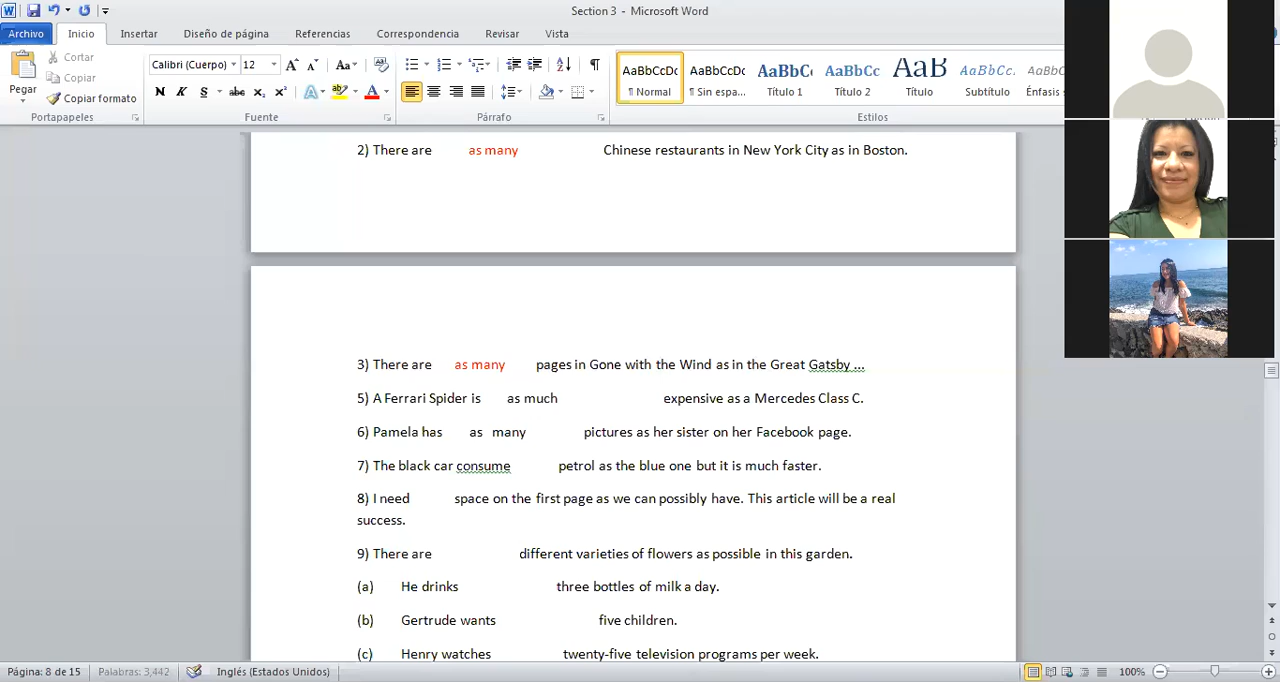 Section 3 - Microsoft Word
Archivo Inicio Insertar Diseño de página Referencias Correspondencia Revisar Vista
Pegar
Cortar
Copiar
Copiar formato
Portapapeles
Calibri (Cuerpo) 12
Fuente
Párrafo
AaBbCcDc ¶ Normal
AaBbCcDc ¶ Sin espa...
AaBbC Título 1
AaBbCc Título 2
AaB Título
AaBbCc. Subtítulo
AaBbC Énfasis
Estilos
2) There are as many Chinese restaurants in New York City as in Boston.
3) There are as many pages in Gone with the Wind as in the Great Gatsby ...
5) A Ferrari Spider is as much expensive as a Mercedes Class C.
6) Pamela has as many pictures as her sister on her Facebook page.
7) The black car consume petrol as the blue one but it is much faster.
8) I need space on the first page as we can possibly have. This article will be a real
success.
9) There are different varieties of flowers as possible in this garden.
(a) He drinks three bottles of milk a day.
(b) Gertrude wants five children.
(c) Henry watches twenty-five television programs per week.
Página: 8 de 15 Palabras: 3,442 Inglés (Estados Unidos) 100%